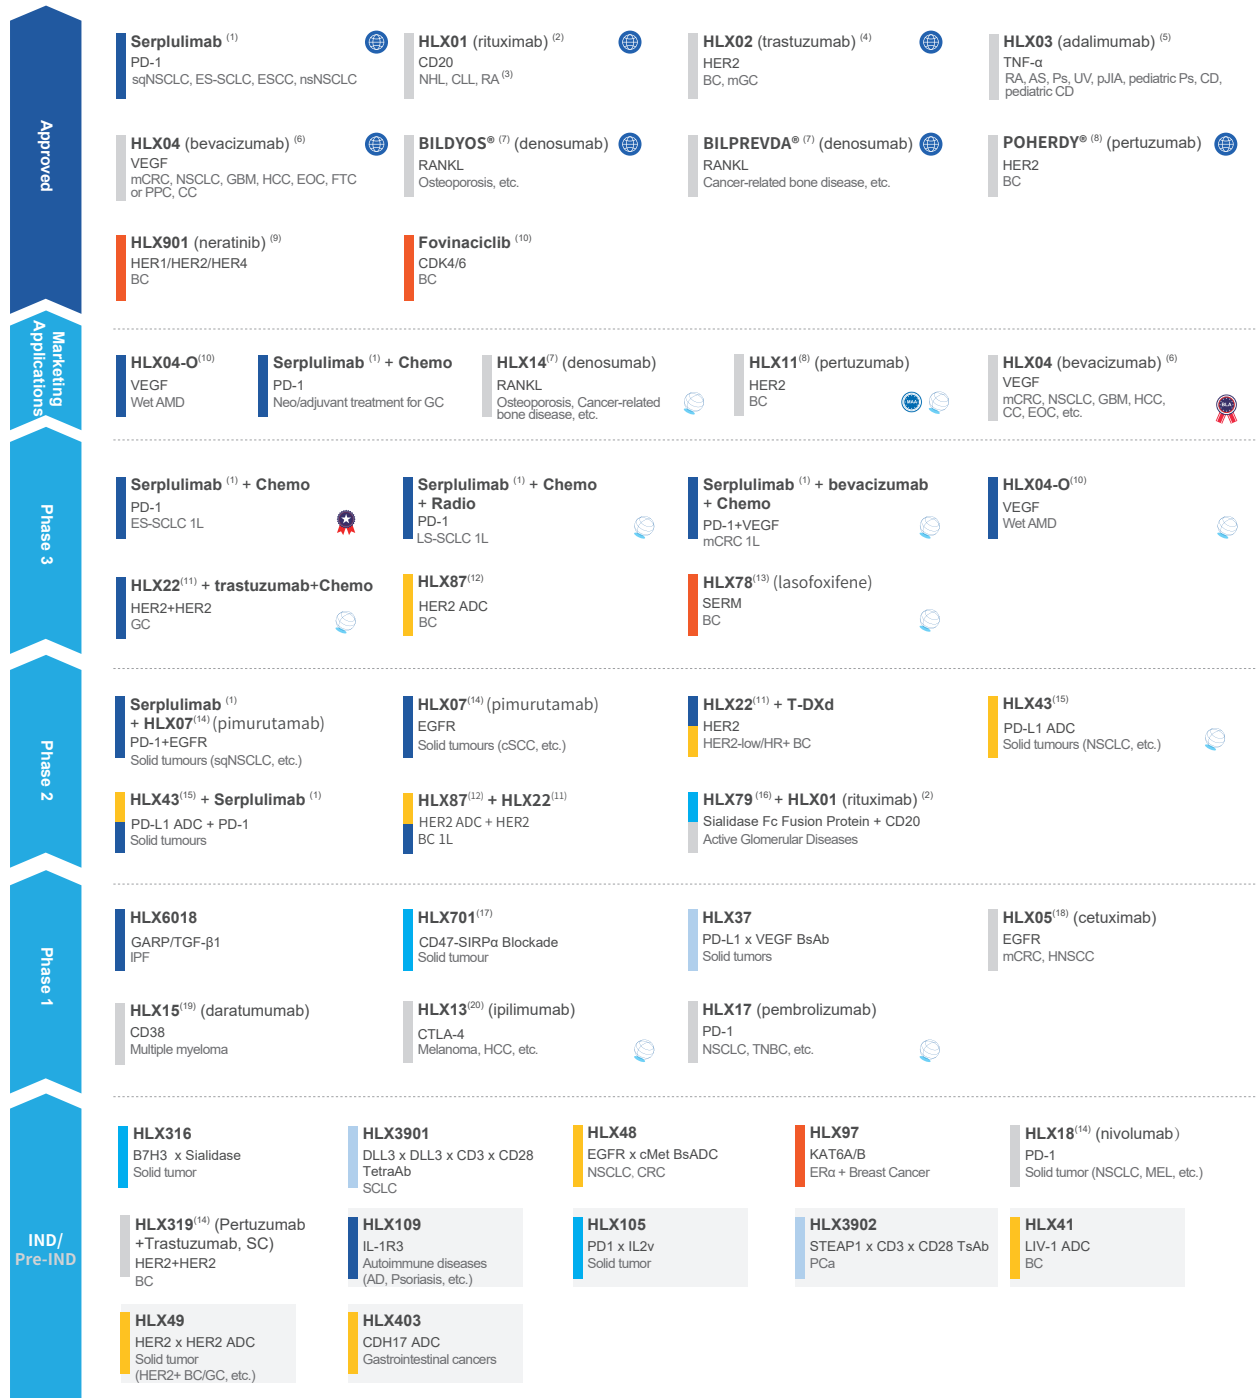 Approved
Serplulimab (1)
PD-1
sqNSCLC, ES-SCLC, ESCC, nsNSCLC
HLX01 (rituximab) (2)
CD20
NHL, CLL, RA (3)
HLX02 (trastuzumab) (4)
HER2
BC, mGC
HLX03 (adalimumab) (5)
TNF-α
RA, AS, Ps, UV, pJIA, pediatric Ps, CD,
pediatric CD
HLX04 (bevacizumab) (6)
VEGF
mCRC, NSCLC, GBM, HCC, EOC, FTC
or PPC, CC
BILDYOS® (7) (denosumab)
RANKL
Osteoporosis, etc.
BILPREVDA® (7) (denosumab)
RANKL
Cancer-related bone disease, etc.
POHERDY® (8) (pertuzumab)
HER2
BC
HLX901 (neratinib) (9)
HER1/HER2/HER4
BC
Fovinaciclib (10)
CDK4/6
BC
Marketing
Applications
HLX04-O(10)
VEGF
Wet AMD
Serplulimab (1) + Chemo
PD-1
Neo/adjuvant treatment for GC
HLX14(7) (denosumab)
RANKL
Osteoporosis, Cancer-related
bone disease, etc.
HLX11(8) (pertuzumab)
HER2
BC
MAA
HLX04 (bevacizumab) (6)
VEGF
mCRC, NSCLC, GBM, HCC,
CC, EOC, etc.
BLA
Phase 3
Serplulimab (1) + Chemo
PD-1
ES-SCLC 1L
Serplulimab (1) + Chemo
+ Radio
PD-1
LS-SCLC 1L
Serplulimab (1) + bevacizumab
+ Chemo
PD-1+VEGF
mCRC 1L
HLX04-O(10)
VEGF
Wet AMD
HLX22(11) + trastuzumab+Chemo
HER2+HER2
GC
HLX87(12)
HER2 ADC
BC
HLX78(13) (lasofoxifene)
SERM
BC
Phase 2
Serplulimab (1)
+ HLX07(14) (pimurutamab)
PD-1+EGFR
Solid tumours (sqNSCLC, etc.)
HLX07(14) (pimurutamab)
EGFR
Solid tumours (cSCC, etc.)
HLX22(11) + T-DXd
HER2
HER2-low/HR+ BC
HLX43(15)
PD-L1 ADC
Solid tumours (NSCLC, etc.)
HLX43(15) + Serplulimab (1)
PD-L1 ADC + PD-1
Solid tumours
HLX87(12) + HLX22(11)
HER2 ADC + HER2
BC 1L
HLX79 (16) + HLX01 (rituximab) (2)
Sialidase Fc Fusion Protein + CD20
Active Glomerular Diseases
Phase 1
HLX6018
GARP/TGF-β1
IPF
HLX701(17)
CD47-SIRPα Blockade
Solid tumour
HLX37
PD-L1 x VEGF BsAb
Solid tumors
HLX05(18) (cetuximab)
EGFR
mCRC, HNSCC
HLX15(19) (daratumumab)
CD38
Multiple myeloma
HLX13(20) (ipilimumab)
CTLA-4
Melanoma, HCC, etc.
HLX17 (pembrolizumab)
PD-1
NSCLC, TNBC, etc.
IND/
Pre-IND
HLX316
B7H3 x Sialidase
Solid tumor
HLX3901
DLL3 x DLL3 x CD3 x CD28
TetraAb
SCLC
HLX48
EGFR x cMet BsADC
NSCLC, CRC
HLX97
KAT6A/B
ERα + Breast Cancer
HLX18(14) (nivolumab）
PD-1
Solid tumor (NSCLC, MEL, etc.)
HLX319(14) (Pertuzumab
+Trastuzumab, SC)
HER2+HER2
BC
HLX109
IL-1R3
Autoimmune diseases
(AD, Psoriasis, etc.)
HLX105
PD1 x IL2v
Solid tumor
HLX3902
STEAP1 x CD3 x CD28 TsAb
PCa
HLX41
LIV-1 ADC
BC
HLX49
HER2 x HER2 ADC
Solid tumor
(HER2+ BC/GC, etc.)
HLX403
CDH17 ADC
Gastrointestinal cancers